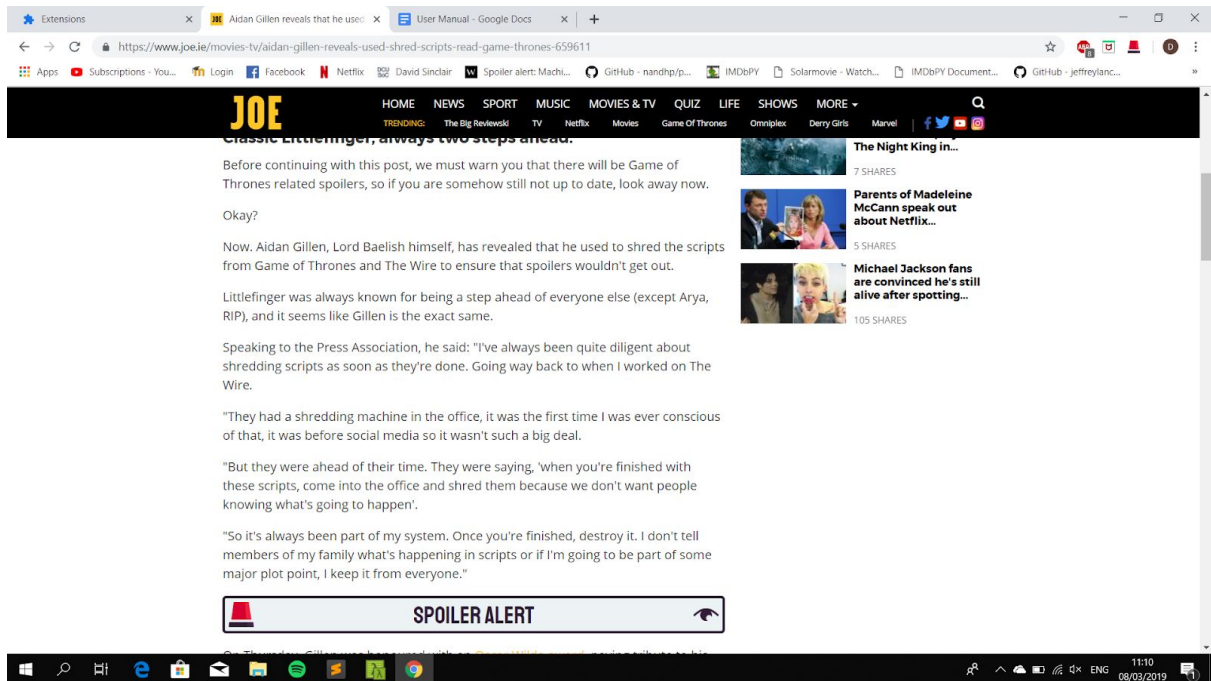 Extensions
Aidan Gillen reveals that he used
User Manual - Google Docs
https://www.joe.ie/movies-tv/aidan-gillen-reveals-used-shred-scripts-read-game-thrones-659611
ABP
8
D
Apps
Subscriptions - You...
Login
Facebook
Netflix
David Sinclair
Spoiler alert: Machi...
GitHub - nandhp/p...
IMDbPY
Solarmovie - Watch...
IMDbPY Document...
GitHub - jeffreylanc...
»
JOE
HOME NEWS SPORT MUSIC MOVIES & TV QUIZ LIFE SHOWS MORE
TRENDING: The Big Reviewski TV Netflix Movies Game Of Thrones Omniplex Derry Girls Marvel
Classic Littlefinger, always two steps ahead.
Before continuing with this post, we must warn you that there will be Game of
Thrones related spoilers, so if you are somehow still not up to date, look away now.
Okay?
Now. Aidan Gillen, Lord Baelish himself, has revealed that he used to shred the scripts
from Game of Thrones and The Wire to ensure that spoilers wouldn't get out.
Littlefinger was always known for being a step ahead of everyone else (except Arya,
RIP), and it seems like Gillen is the exact same.
Speaking to the Press Association, he said: "I've always been quite diligent about
shredding scripts as soon as they're done. Going way back to when I worked on The
Wire.
"They had a shredding machine in the office, it was the first time I was ever conscious
of that, it was before social media so it wasn't such a big deal.
"But they were ahead of their time. They were saying, 'when you're finished with
these scripts, come into the office and shred them because we don't want people
knowing what's going to happen'.
"So it's always been part of my system. Once you're finished, destroy it. I don't tell
members of my family what's happening in scripts or if I'm going to be part of some
major plot point, I keep it from everyone."
SPOILER ALERT
The Night King in...
7 SHARES
Parents of Madeleine
McCann speak out
about Netflix...
5 SHARES
Michael Jackson fans
are convinced he's still
alive after spotting...
105 SHARES
ENG
11:10
08/03/2019